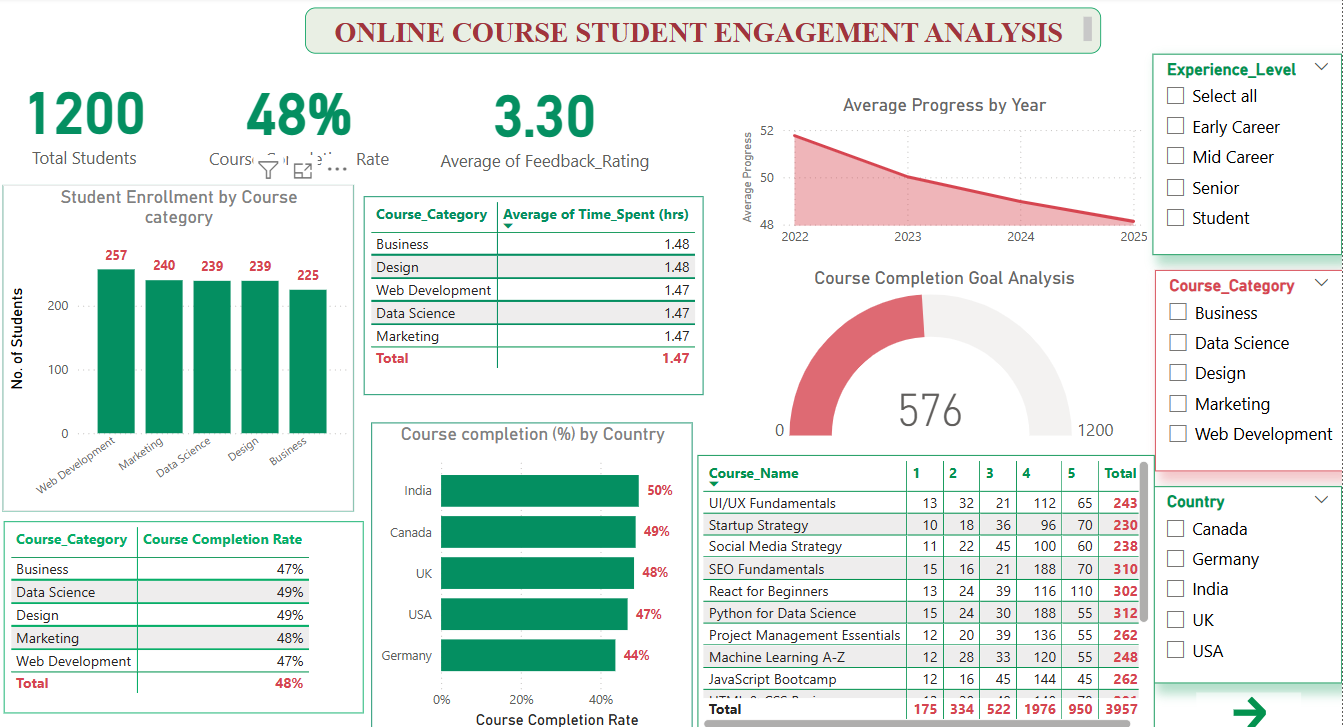 ONLINE COURSE STUDENT ENGAGEMENT ANALYSIS
1200
Total Students
48%
Rate
3.30
Average of Feedback_Rating
Student Enrollment by Course
category
No. of Students
200
100
0
257
240
239
239
225
Web Development
Marketing
Data Science
Design
Business
Course_Category Average of Time_Spent (hrs)
Business 1.48
Design 1.48
Web Development 1.47
Data Science 1.47
Marketing 1.47
Total 1.47
Average Progress by Year
Average Progress
52
50
48
2022 2023 2024 2025
Course Completion Goal Analysis
576
0
1200
Course_Category Course Completion Rate
Business 47%
Data Science 49%
Design 49%
Marketing 48%
Web Development 47%
Total 48%
Course completion (%) by Country
India 50%
Canada 49%
UK 48%
USA 47%
Germany 44%
0% 20% 40%
Course Completion Rate
Course_Name 1 2 3 4 5 Total
UI/UX Fundamentals 13 32 21 112 65 243
Startup Strategy 10 18 36 96 70 230
Social Media Strategy 11 22 45 100 60 238
SEO Fundamentals 15 16 21 188 70 310
React for Beginners 13 24 39 116 110 302
Python for Data Science 15 24 30 188 55 312
Project Management Essentials 12 20 39 136 55 262
Machine Learning A-Z 12 28 33 120 55 248
JavaScript Bootcamp 12 16 45 144 45 262
Total 175 334 522 1976 950 3957
Experience_Level
Select all
Early Career
Mid Career
Senior
Student
Course_Category
Business
Data Science
Design
Marketing
Web Development
Country
Canada
Germany
India
UK
USA